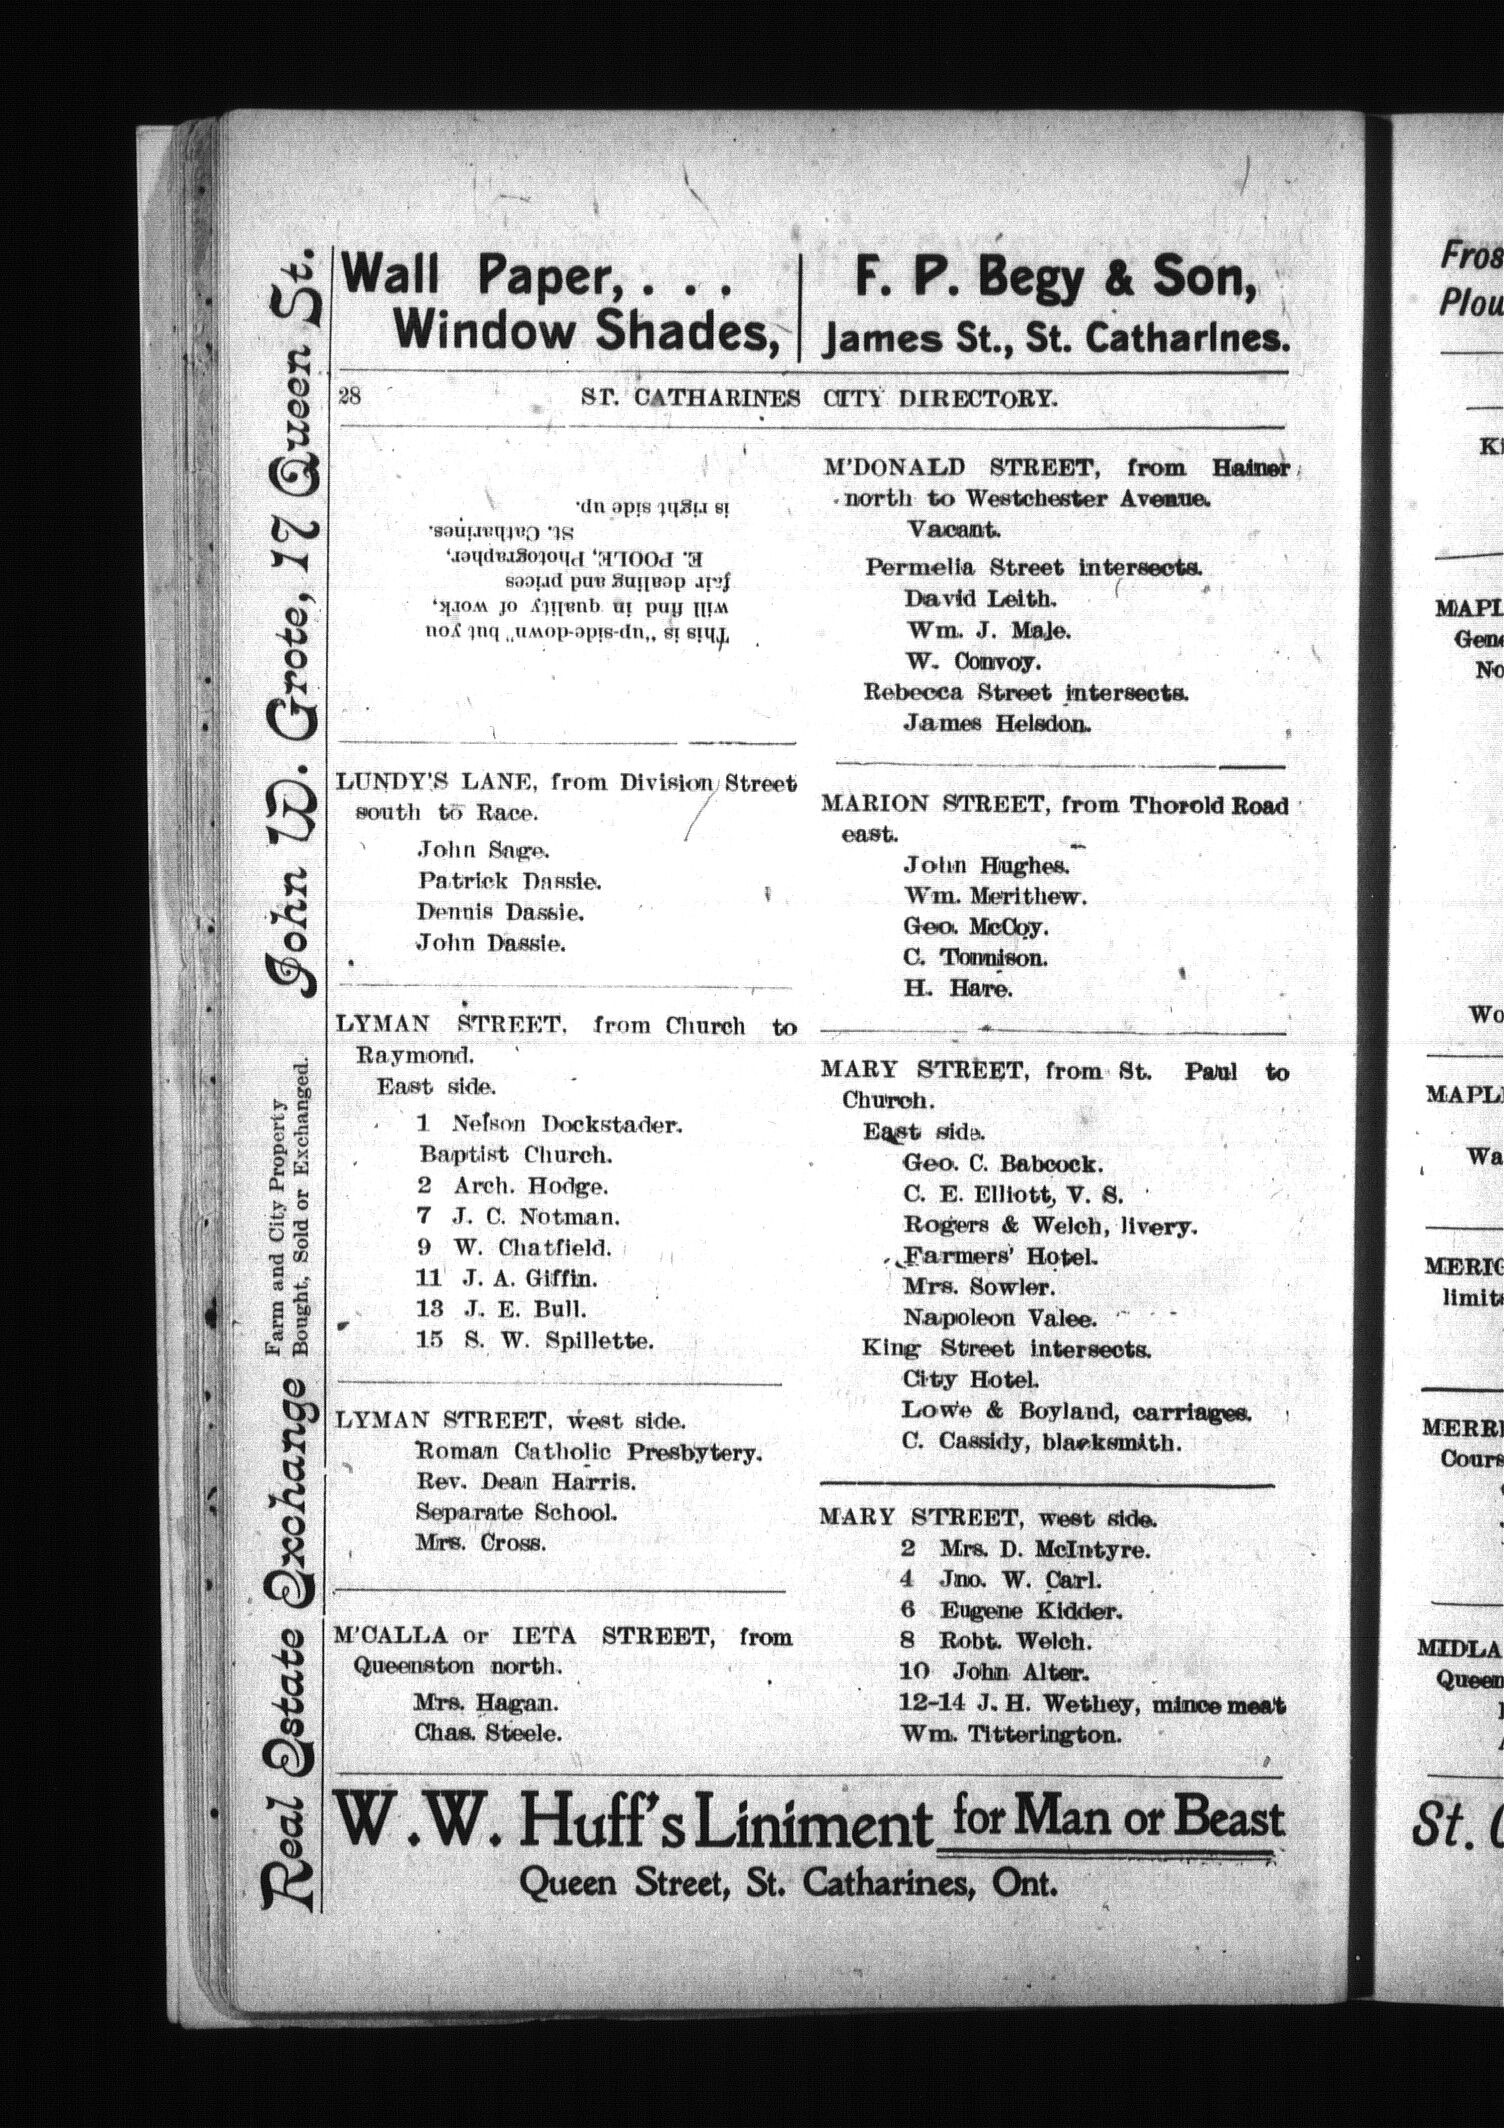 Wall Paper, . . .
Window Shades,
F. P. Begy & Son,
James St., St. Catharines.
28 ST. CATHARINES CITY DIRECTORY.
This is "up-side-down" but you
will find in quality of work,
fair dealing and prices
E. POOLE, Photographer,
St. Catharines.
is right side up.
LUNDY'S LANE, from Division Street
south to Race.
John Sage.
Patrick Dassie.
Dennis Dassie.
John Dassie.
LYMAN STREET, from Church to
Raymond.
East side.
1 Nelson Dockstader.
Baptist Church.
2 Arch. Hodge.
7 J. C. Notman.
9 W. Chatfield.
11 J. A. Giffin.
13 J. E. Bull.
15 S. W. Spillette.
LYMAN STREET, west side.
Roman Catholic Presbytery.
Rev. Dean Harris.
Separate School.
Mrs. Cross.
M'CALLA or IETA STREET, from
Queenston north.
Mrs. Hagan.
Chas. Steele.
M'DONALD STREET, from Hainer
north to Westchester Avenue.
Vacant.
Permelia Street intersects.
David Leith.
Wm. J. Male.
W. Convoy.
Rebecca Street intersects.
James Helsdon.
MARION STREET, from Thorold Road
east.
John Hughes.
Wm. Merithew.
Geo. McCoy.
C. Tonnison.
H. Hare.
MARY STREET, from St. Paul to
Church.
East side.
Geo. C. Babcock.
C. E. Elliott, V. S.
Rogers & Welch, livery.
Farmers' Hotel.
Mrs. Sowler.
Napoleon Valee.
King Street intersects.
City Hotel.
Lowe & Boyland, carriages.
C. Cassidy, blacksmith.
MARY STREET, west side.
2 Mrs. D. McIntyre.
4 Jno. W. Carl.
6 Eugene Kidder.
8 Robt. Welch.
10 John Alter.
12-14 J. H. Wethey, mince meat
Wm. Titterington.
W. W. Huff's Liniment for Man or Beast
Queen Street, St. Catharines, Ont.
Real Estate Exchange
Farm and City Property
Bought, Sold or Exchanged.
John W. Grote, 17 Queen St.